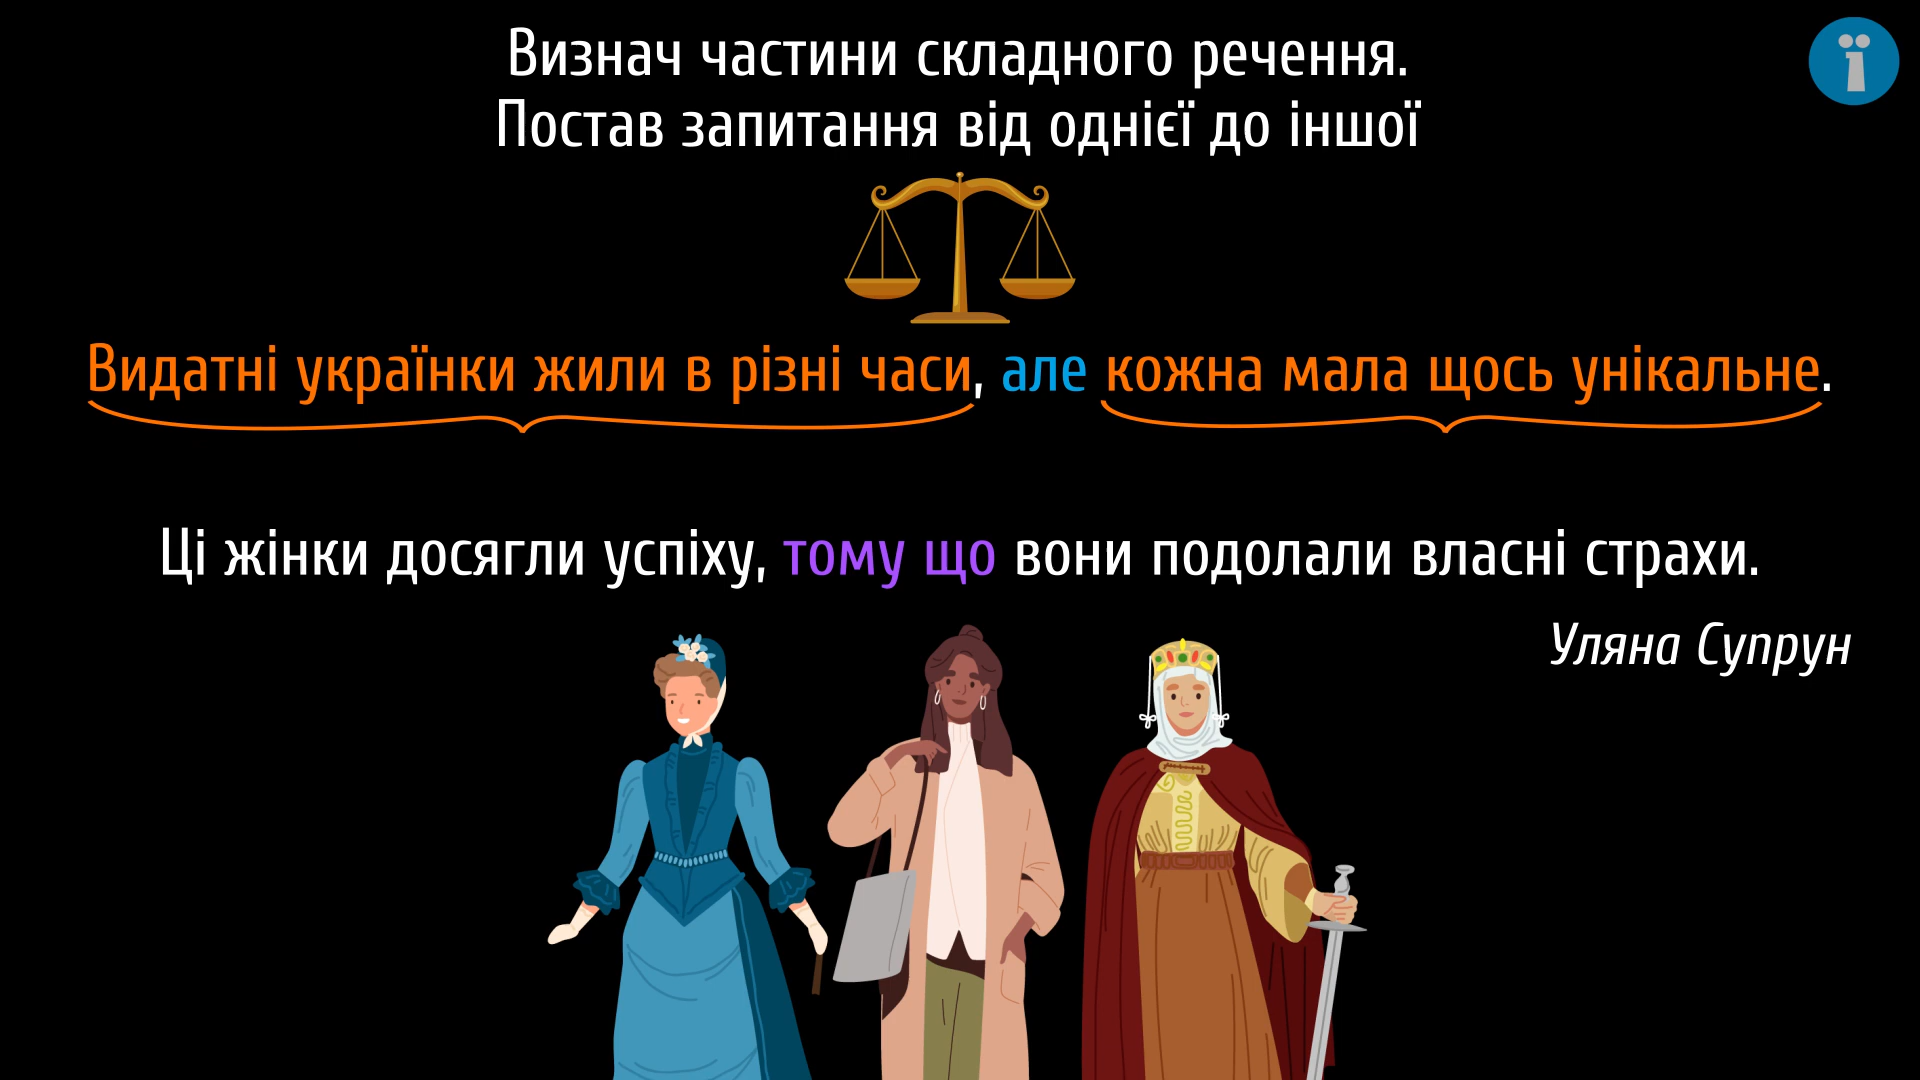 Визнач частини складного речення.
Постав запитання від однієї до іншої
ї
Видатні українки жили в різні часи, але кожна мала щось унікальне.
Ці жінки досягли успіху, тому що вони подолали власні страхи.
Уляна Супрун